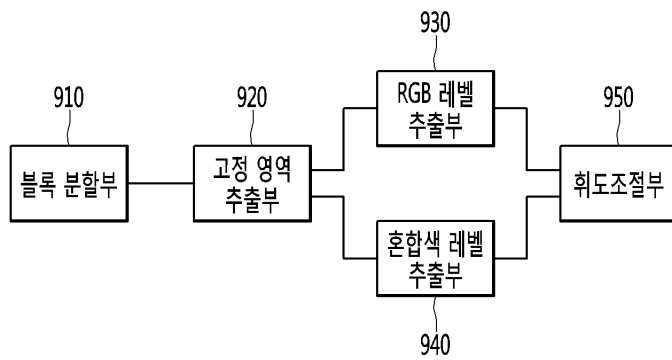 930
910
920
RGB 레벨
추출부
950
블록 분할부
고정 영역
추출부
휘도조절부
혼합색 레벨
추출부
940